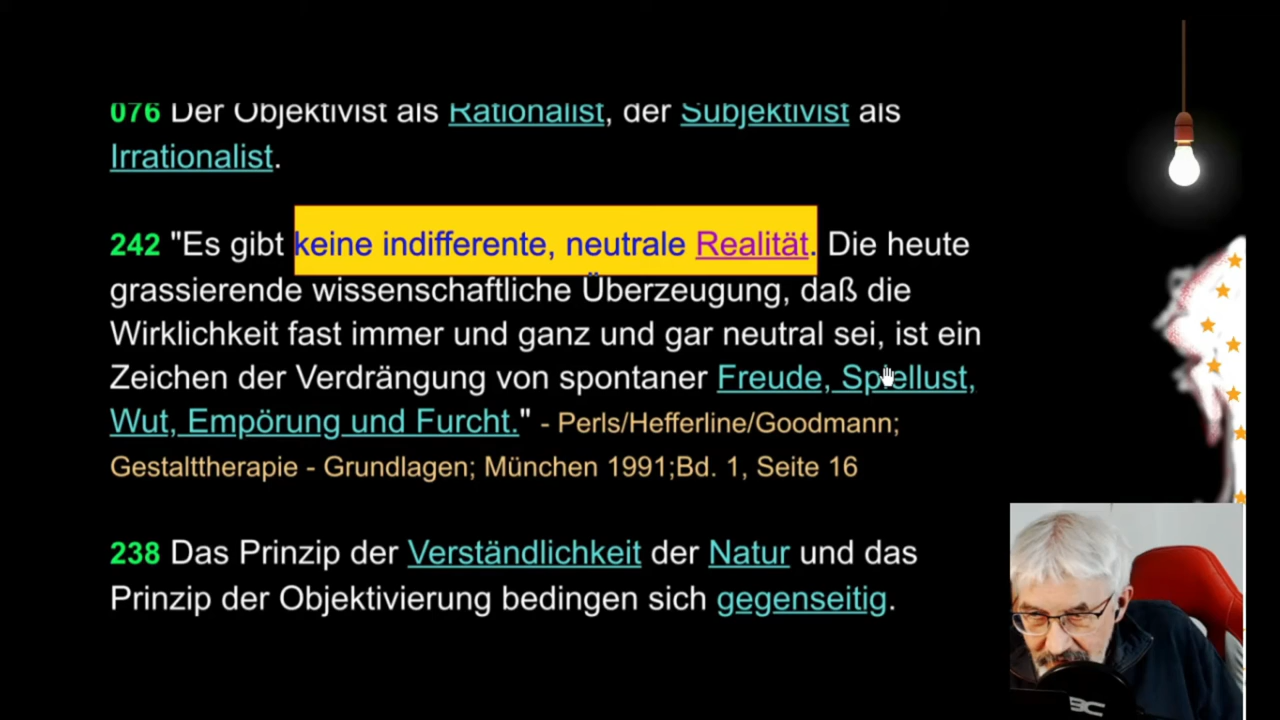 076 Der Objektivist als Rationalist, der Subjektivist als
Irrationalist.
242 "Es gibt keine indifferente, neutrale Realität. Die heute
grassierende wissenschaftliche Überzeugung, daß die
Wirklichkeit fast immer und ganz und gar neutral sei, ist ein
Zeichen der Verdrängung von spontaner Freude, Spiellust,
Wut, Empörung und Furcht." - Perls/Hefferline/Goodmann;
Gestalttherapie - Grundlagen; München 1991;Bd. 1, Seite 16
238 Das Prinzip der Verständlichkeit der Natur und das
Prinzip der Objektivierung bedingen sich gegenseitig.